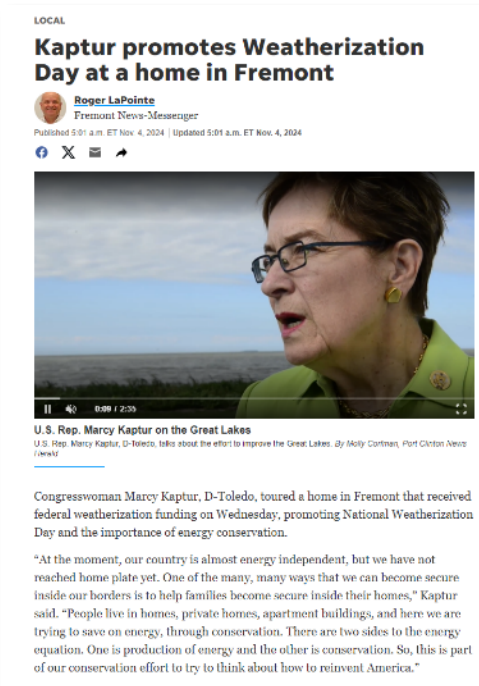 LOCAL
Kaptur promotes Weatherization
Day at a home in Fremont
Roger LaPointe
Fremont News-Messenger
Published 5:01 a.m. ET Nov. 4, 2024 | Updated 5:01 a.m. ET Nov. 4, 2024
0:09 / 2:35
U.S. Rep. Marcy Kaptur on the Great Lakes
U.S. Rep. Marcy Kaptur, D-Toledo, talks about the effort to improve the Great Lakes. By Molly Corfman, Port Clinton News
Herald
Congresswoman Marcy Kaptur, D-Toledo, toured a home in Fremont that received
federal weatherization funding on Wednesday, promoting National Weatherization
Day and the importance of energy conservation.
“At the moment, our country is almost energy independent, but we have not
reached home plate yet. One of the many, many ways that we can become secure
inside our borders is to help families become secure inside their homes,” Kaptur
said. “People live in homes, private homes, apartment buildings, and here we are
trying to save on energy, through conservation. There are two sides to the energy
equation. One is production of energy and the other is conservation. So, this is part
of our conservation effort to try to think about how to reinvent America.”